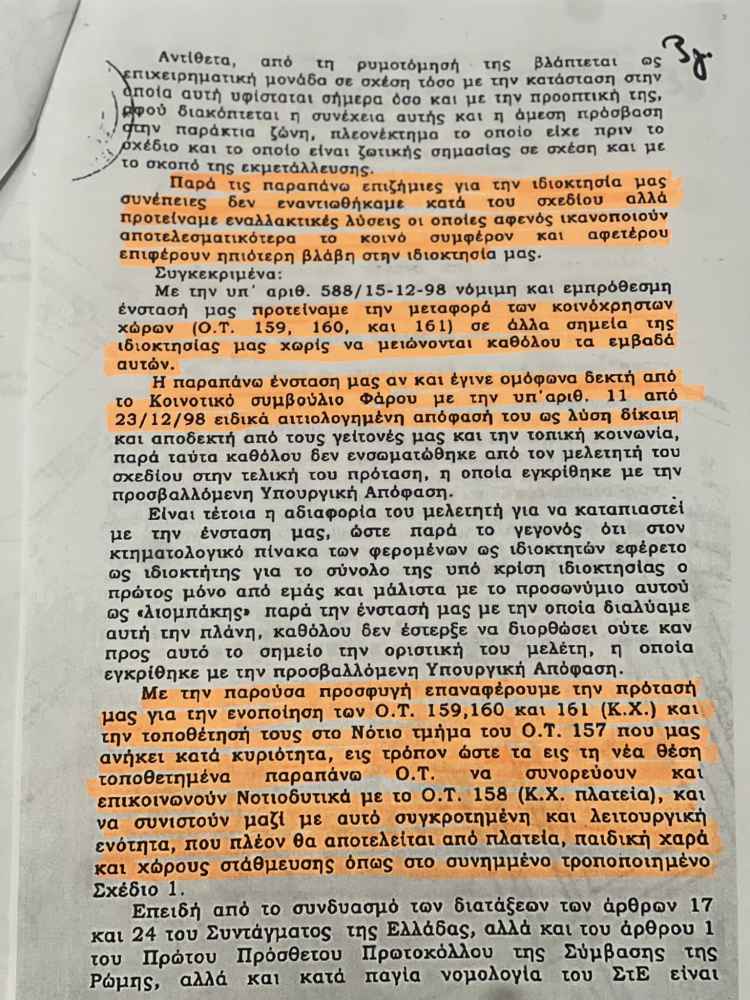 3γ.
Αντίθετα, από τη ρυμοτόμησή της βλάπτεται ως
επιχειρηματική μονάδα σε σχέση τόσο με την κατάσταση στην
οποία αυτή υφίσταται σήμερα όσο και με την προοπτική της,
αφού διακόπτεται η συνέχεια αυτής και η άμεση πρόσβαση
στην παράκτια ζώνη, πλεονέκτημα το οποίο είχε πριν το
σχέδιο και το οποίο είναι ζωτικής σημασίας σε σχέση και με
το σκοπό της εκμετάλλευσης.
Παρά τις παραπάνω επιζήμιες για την ιδιοκτησία μας
συνέπειες δεν εναντιωθήκαμε κατά του σχεδίου αλλά
προτείναμε εναλλακτικές λύσεις οι οποίες αφενός ικανοποιούν
αποτελεσματικότερα το κοινό συμφέρον και αφετέρου
επιφέρουν ηπιότερη βλάβη στην ιδιοκτησία μας.
Συγκεκριμένα:
Με την υπ' αριθ. 588/15-12-98 νόμιμη και εμπρόθεσμη
ένστασή μας προτείναμε την μεταφορά των κοινόχρηστων
χώρων (Ο.Τ. 159, 160, και 161) σε άλλα σημεία της
ιδιοκτησίας μας χωρίς να μειώνονται καθόλου τα εμβαδά
αυτών.
Η παραπάνω ένσταση μας αν και έγινε ομόφωνα δεκτή από
το Κοινοτικό συμβούλιο Φάρου με την υπ'αριθ. 11 από
23/12/98 ειδικά αιτιολογημένη απόφασή του ως λύση δίκαιη
και αποδεκτή από τους γείτονές μας και την τοπική κοινωνία,
παρά ταύτα καθόλου δεν ενσωματώθηκε από τον μελετητή του
σχεδίου στην τελική του πρόταση, η οποία εγκρίθηκε με την
προσβαλλόμενη Υπουργική Απόφαση.
Είναι τέτοια η αδιαφορία του μελετητή για να καταπιαστεί
με την ένσταση μας, ώστε παρά το γεγονός ότι στον
κτηματολογικό πίνακα των φερομένων ως ιδιοκτητών εφέρετο
ως ιδιοκτήτης για το σύνολο της υπό κρίση ιδιοκτησίας ο
πρώτος μόνο από εμάς και μάλιστα με το προσωνύμιο αυτού
ως «λιομπάκης» παρά την ένστασή μας με την οποία διαλύαμε
αυτή την πλάνη, καθόλου δεν έστερξε να διορθώσει ούτε καν
προς αυτό το σημείο την οριστική του μελέτη, η οποία
εγκρίθηκε με την προσβαλλόμενη Υπουργική Απόφαση.
Με την παρούσα προσφυγή επαναφέρουμε την πρότασή
μας για την ενοποίηση των Ο.Τ. 159,160 και 161 (Κ.Χ.) και
την τοποθέτησή τους στο Νότιο τμήμα του Ο.Τ. 157 που μας
ανήκει κατά κυριότητα, εις τρόπον ώστε τα εις τη νέα θέση
τοποθετημένα παραπάνω Ο.Τ. να συνορεύουν και
επικοινωνούν Νοτιοδυτικά με το Ο.Τ. 158 (Κ.Χ. πλατεία), και
να συνιστούν μαζί με αυτό συγκροτημένη και λειτουργική
ενότητα, που πλέον θα αποτελείται από πλατεία, παιδική χαρά
και χώρους στάθμευσης όπως στο συνημμένο τροποποιημένο
Σχέδιο 1.
Επειδή από το συνδυασμό των διατάξεων των άρθρων 17
και 24 του Συντάγματος της Ελλάδας, αλλά και του άρθρου 1
του Πρώτου Πρόσθετου Πρωτοκόλλου της Σύμβασης της
Ρώμης, αλλά και κατά παγία νομολογία του ΣτΕ είναι